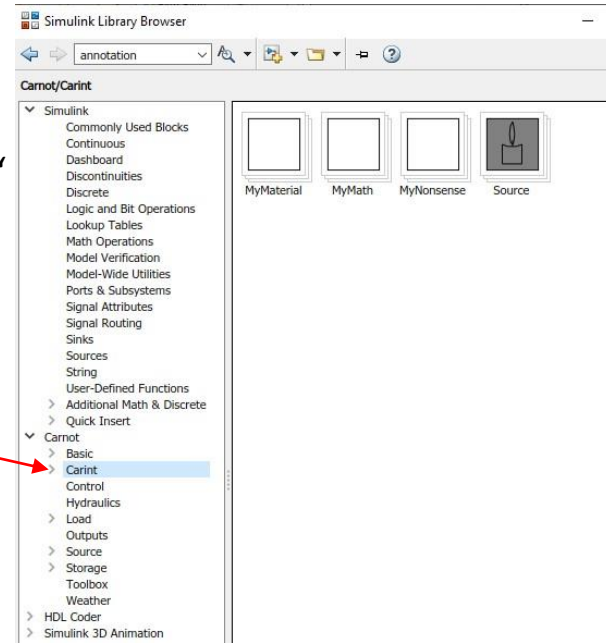 Simulink Library Browser
annotation
Carnot/Carint
Simulink
Commonly Used Blocks
Continuous
Dashboard
Discontinuities
Discrete
Logic and Bit Operations
Lookup Tables
Math Operations
Model Verification
Model-Wide Utilities
Ports & Subsystems
Signal Attributes
Signal Routing
Sinks
Sources
String
User-Defined Functions
Additional Math & Discrete
Quick Insert
Carnot
Basic
Carint
Control
Hydraulics
Load
Outputs
Source
Storage
Toolbox
Weather
HDL Coder
Simulink 3D Animation
MyMaterial MyMath MyNonsense Source